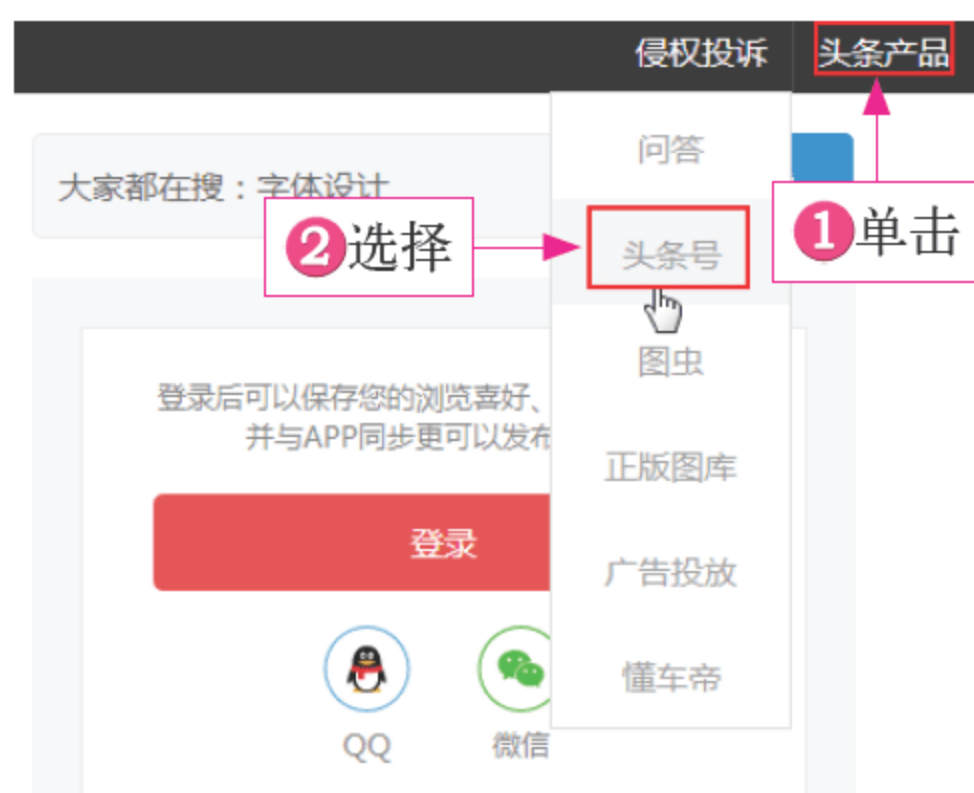 侵权投诉 头条产品
问答
大家都在搜：字体设计
❷选择
头条号
❶单击
图虫
登录后可以保存您的浏览喜好、
并与APP同步更可以发布
正版图库
登录
广告投放
懂车帝
QQ 微信